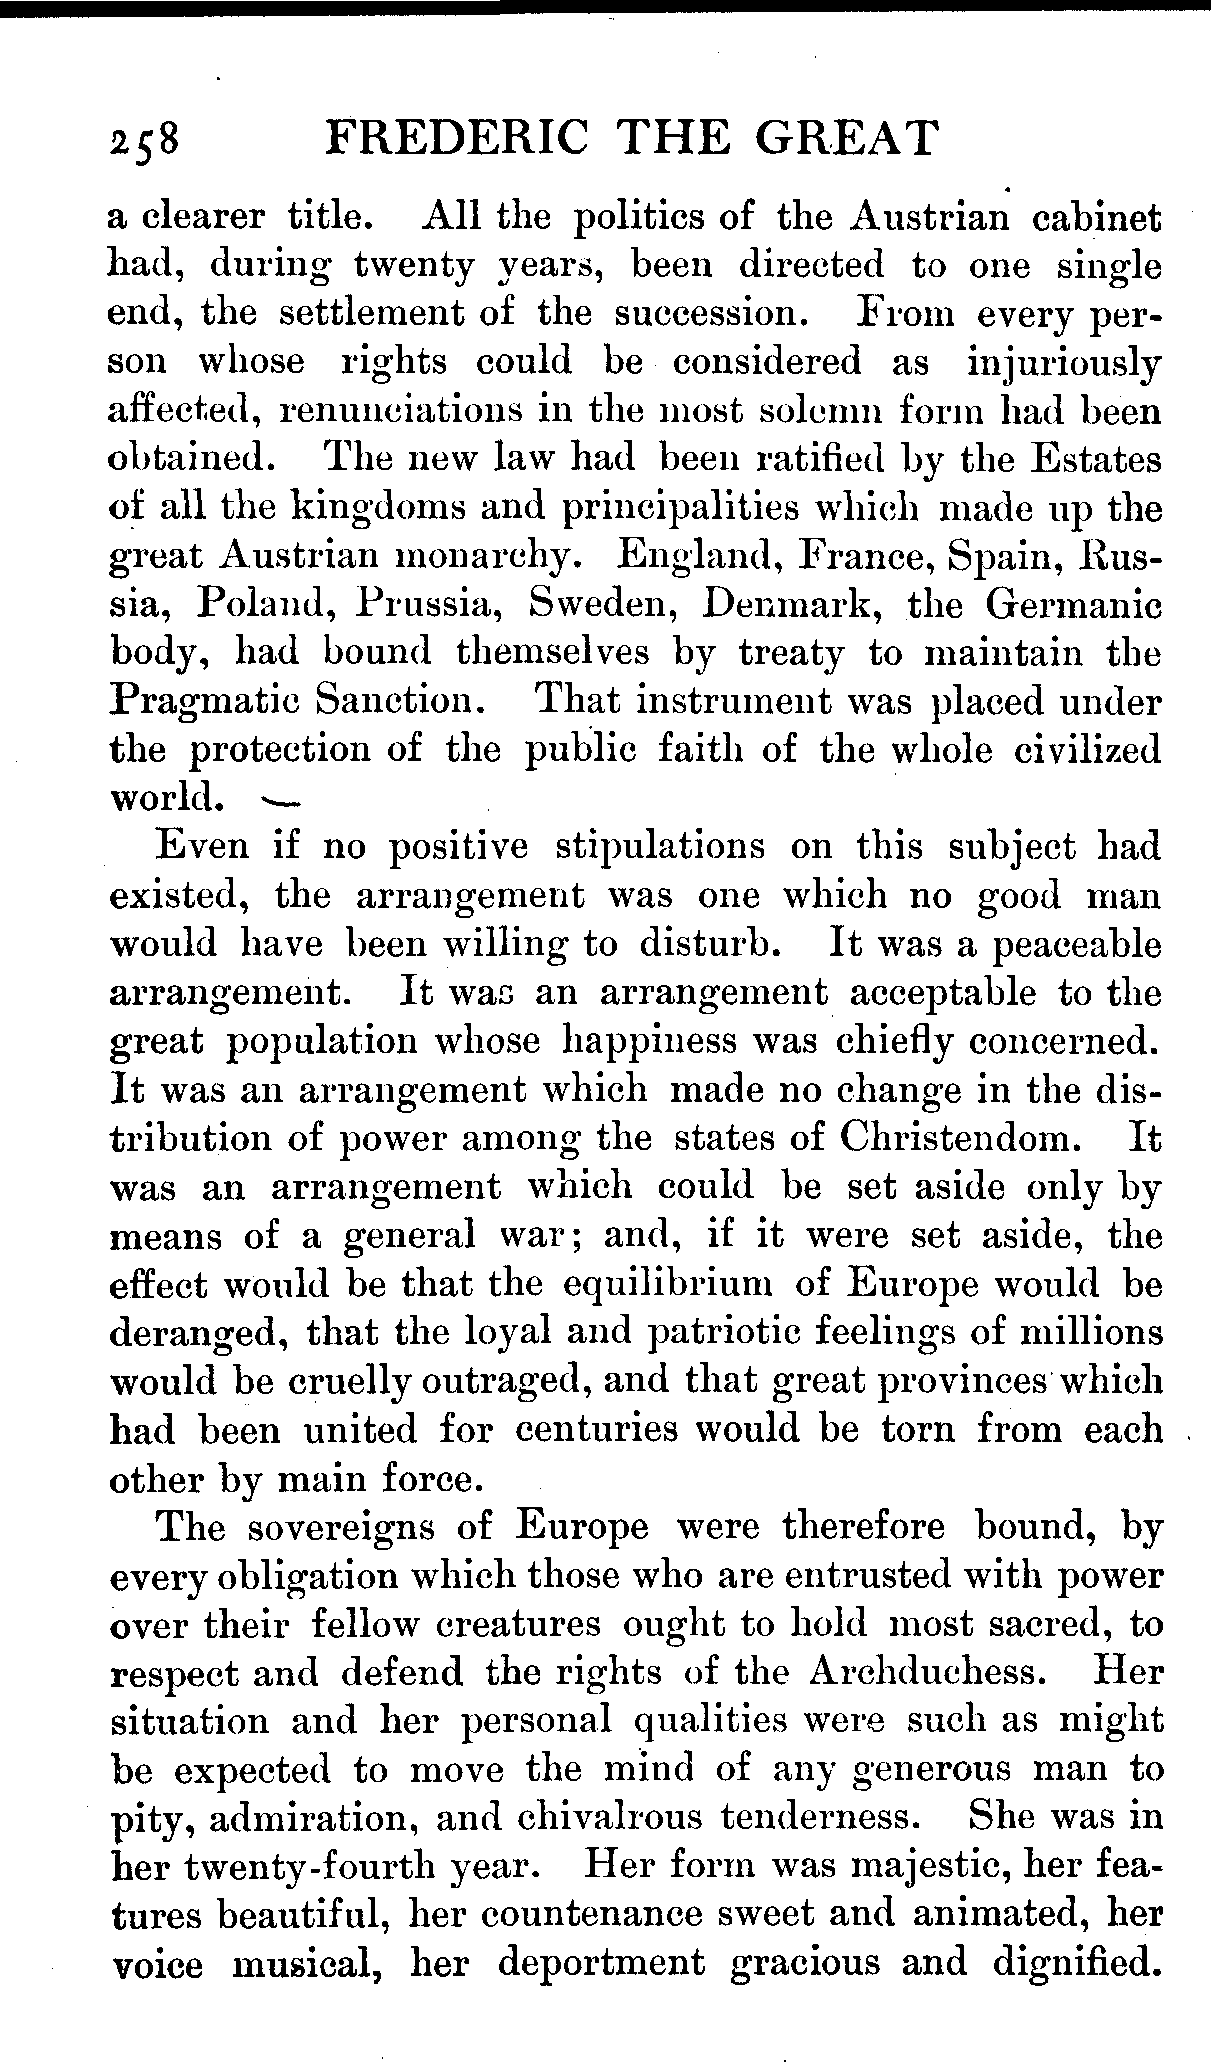 258 FREDERIC THE GREAT
a clearer title. All the politics of the Austrian cabinet
had, during twenty years, been directed to one single
end, the settlement of the succession. From every per-
son whose rights could be considered as injuriously
affected, renunciations in the most solemn form had been
obtained. The new law had been ratified by the Estates
of all the kingdoms and principalities which made up the
great Austrian monarchy. England, France, Spain, Rus-
sia, Poland, Prussia, Sweden, Denmark, the Germanic
body, had bound themselves by treaty to maintain the
Pragmatic Sanction. That instrument was placed under
the protection of the public faith of the whole civilized
world.
Even if no positive stipulations on this subject had
existed, the arrangement was one which no good man
would have been willing to disturb. It was a peaceable
arrangement. It was an arrangement acceptable to the
great population whose happiness was chiefly concerned.
It was an arrangement which made no change in the dis-
tribution of power among the states of Christendom. It
was an arrangement which could be set aside only by
means of a general war; and, if it were set aside, the
effect would be that the equilibrium of Europe would be
deranged, that the loyal and patriotic feelings of millions
would be cruelly outraged, and that great provinces which
had been united for centuries would be torn from each
other by main force.
The sovereigns of Europe were therefore bound, by
every obligation which those who are entrusted with power
over their fellow creatures ought to hold most sacred, to
respect and defend the rights of the Archduchess. Her
situation and her personal qualities were such as might
be expected to move the mind of any generous man to
pity, admiration, and chivalrous tenderness. She was in
her twenty-fourth year. Her form was majestic, her fea-
tures beautiful, her countenance sweet and animated, her
voice musical, her deportment gracious and dignified.